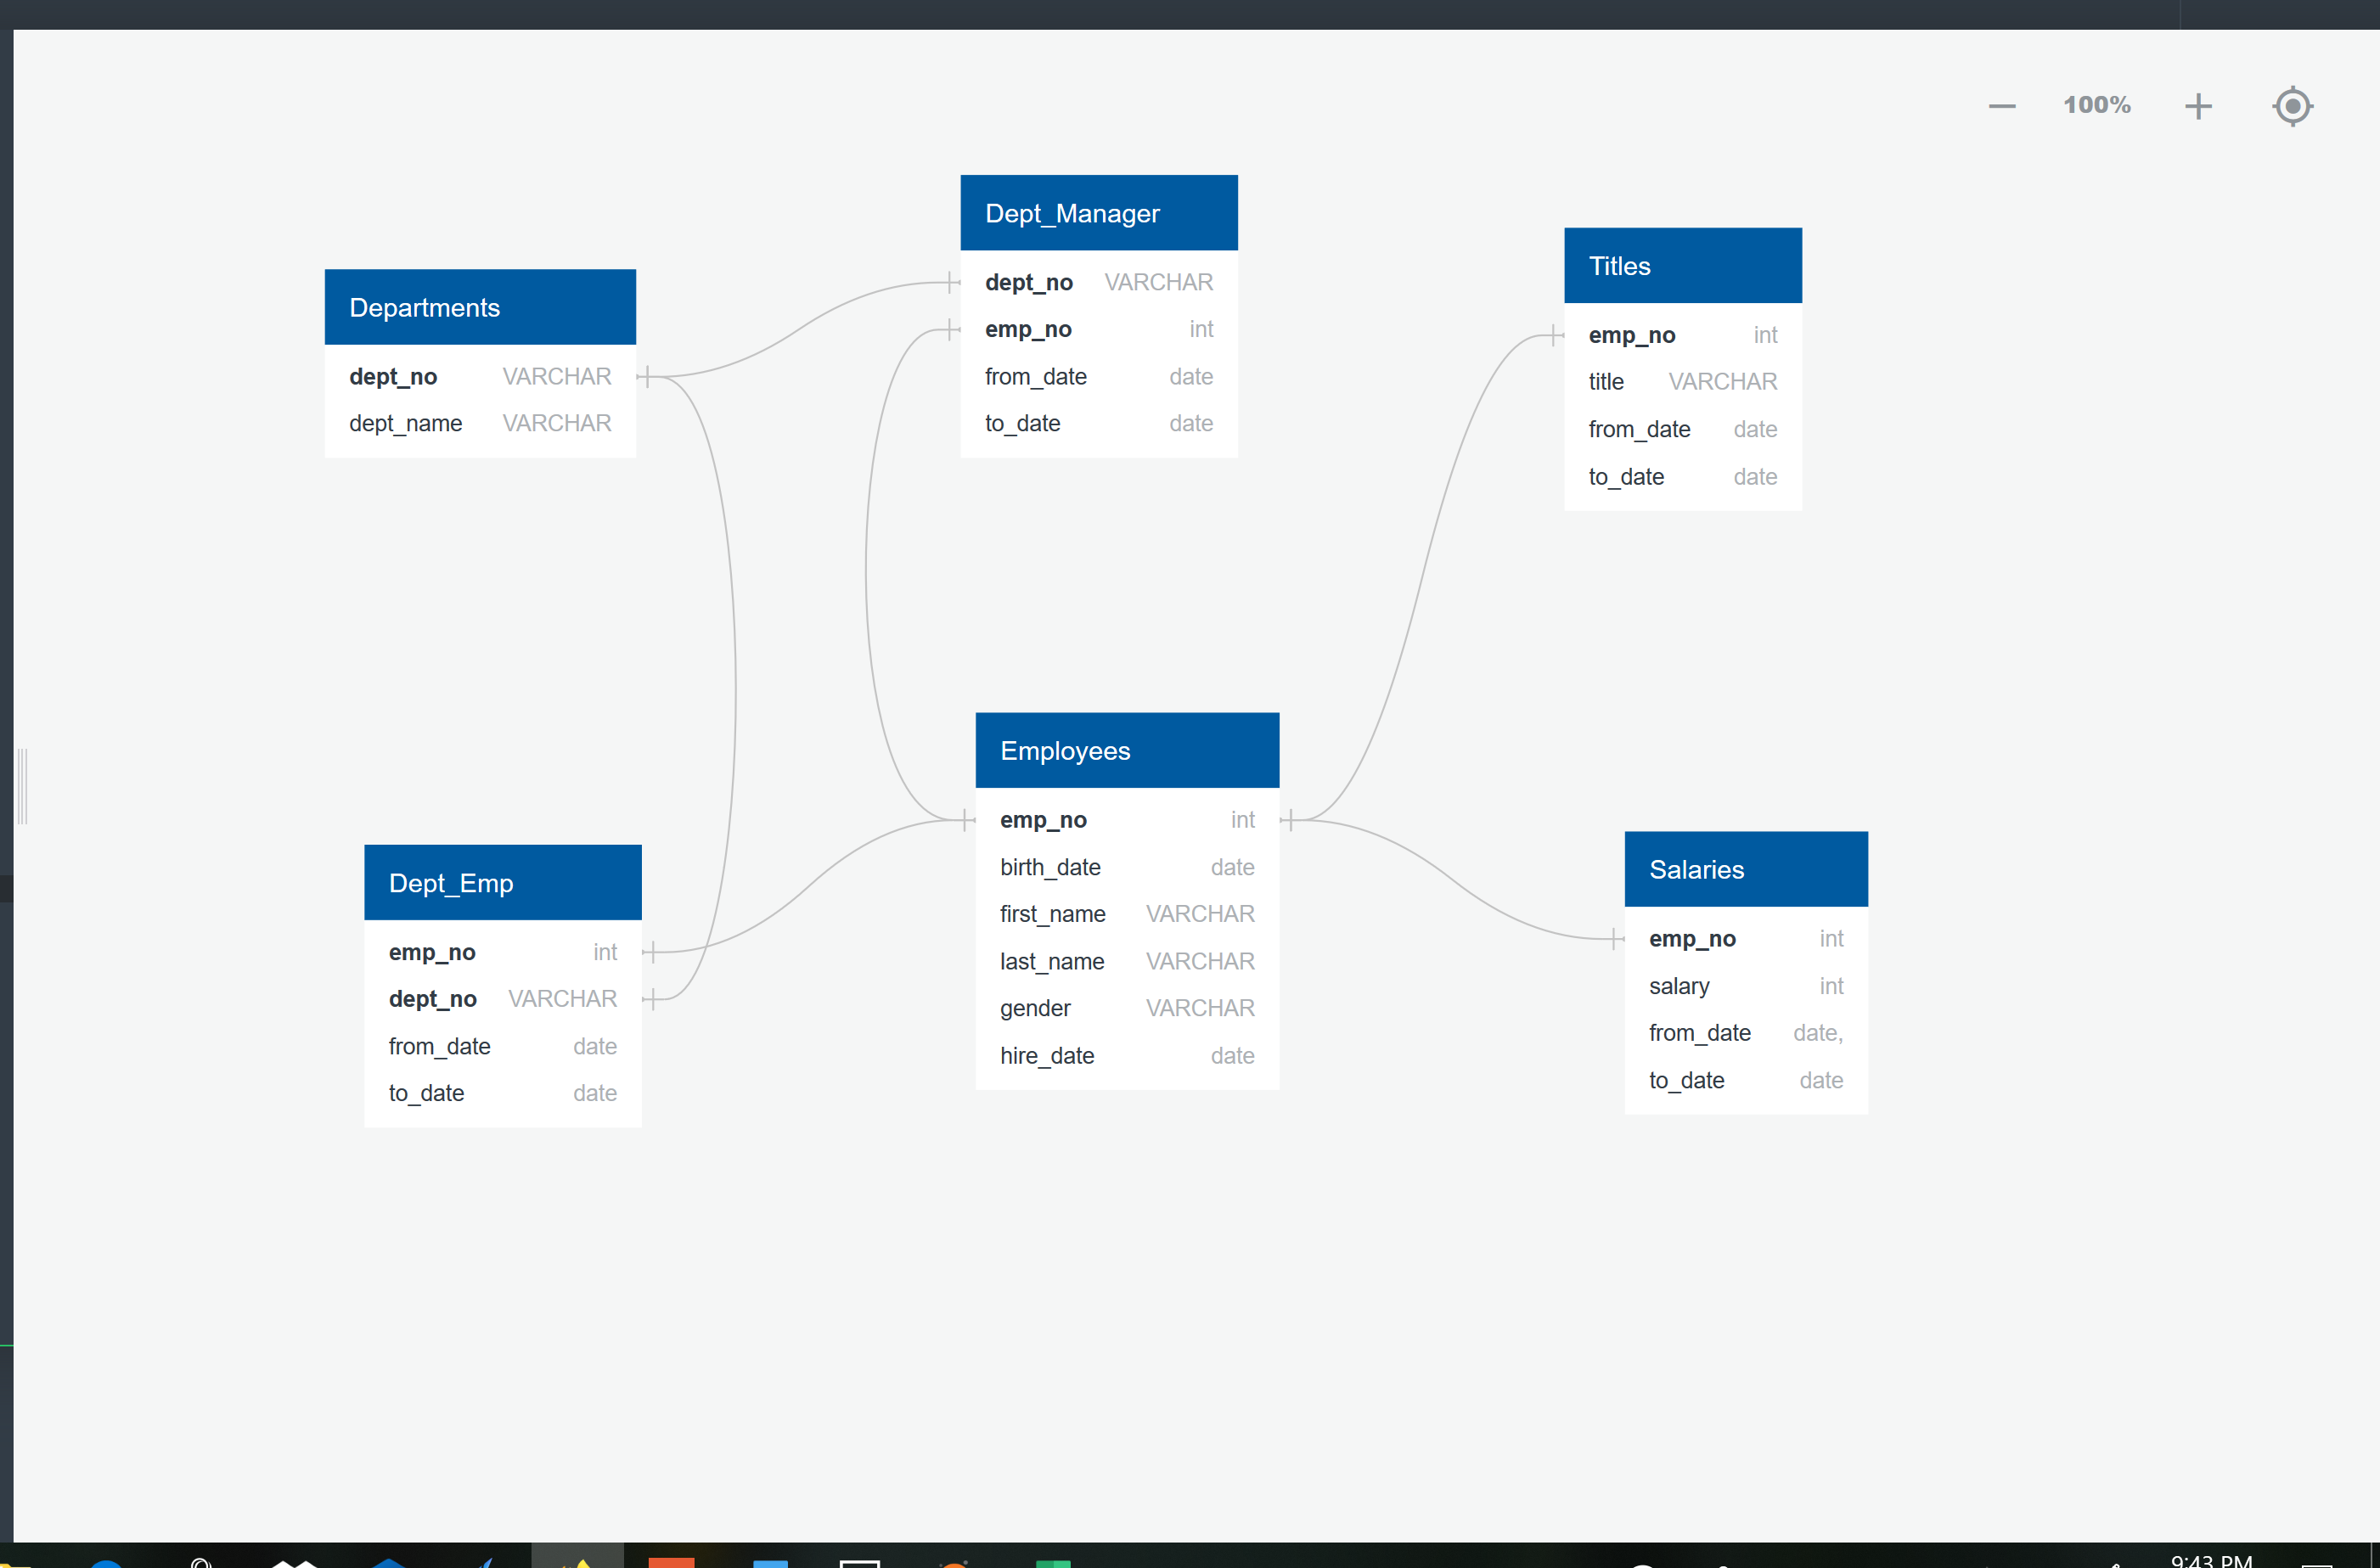 100%
Dept_Manager
dept_no VARCHAR
emp_no int
from_date date
to_date date
Titles
emp_no int
title VARCHAR
from_date date
to_date date
Departments
dept_no VARCHAR
dept_name VARCHAR
Employees
emp_no int
birth_date date
first_name VARCHAR
last_name VARCHAR
gender VARCHAR
hire_date date
Dept_Emp
emp_no int
dept_no VARCHAR
from_date date
to_date date
Salaries
emp_no int
salary int
from_date date,
to_date date
9:43 PM